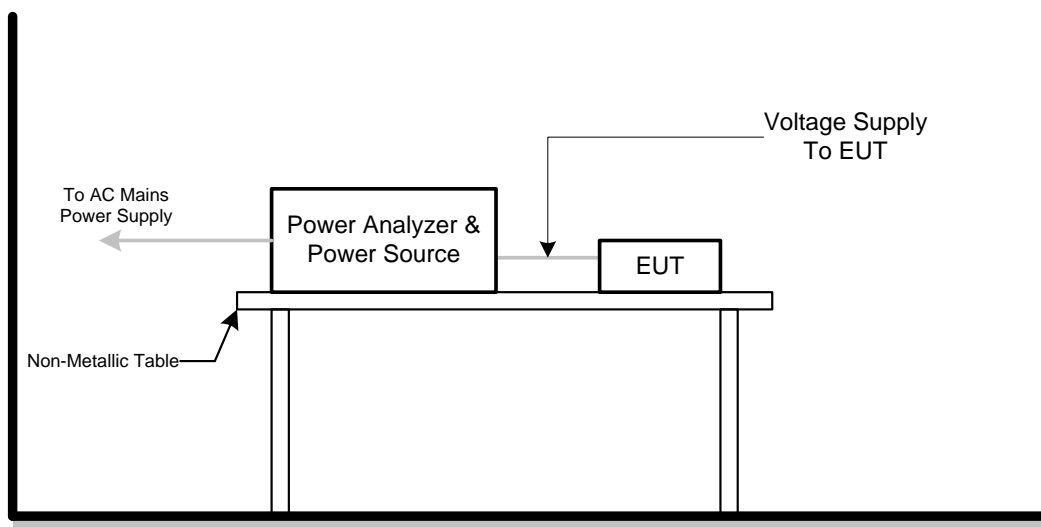 Voltage Supply
To EUT
To AC Mains
Power Supply
Power Analyzer &
Power Source
EUT
Non-Metallic Table